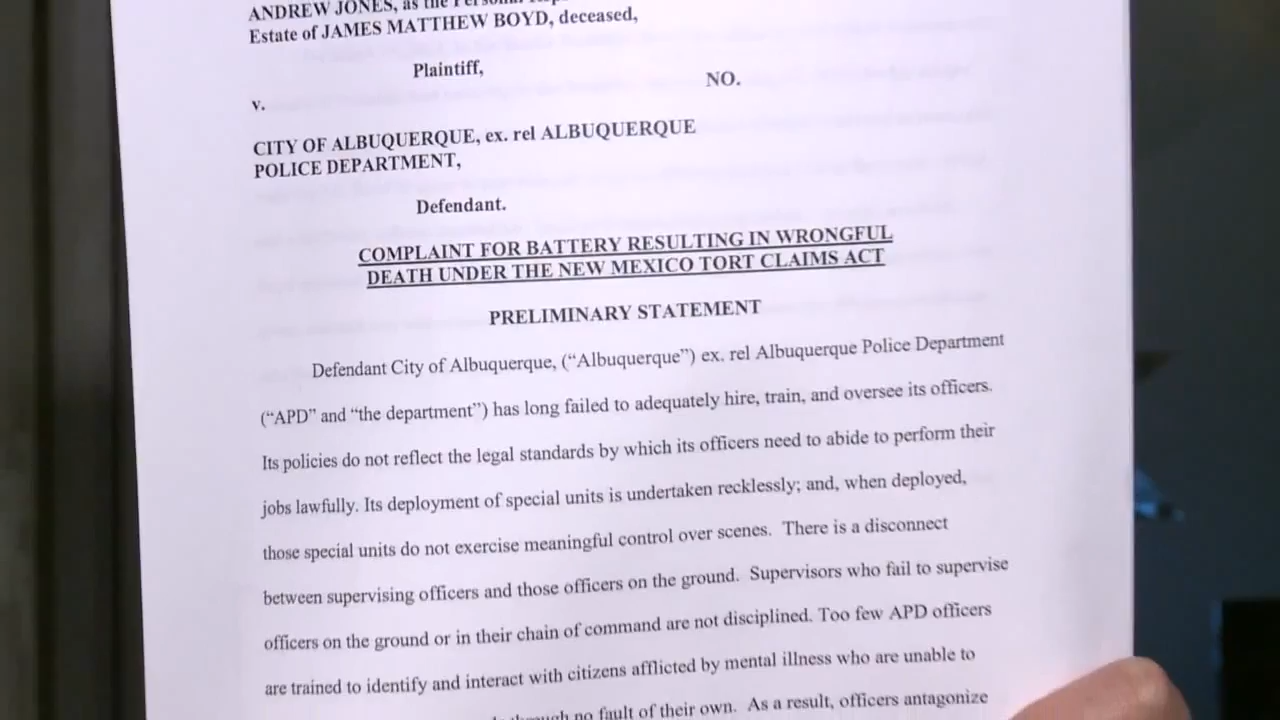 ANDREW JONES, as the
Estate of JAMES MATTHEW BOYD, deceased,
Plaintiff,
NO.
v.
CITY OF ALBUQUERQUE, ex. rel ALBUQUERQUE
POLICE DEPARTMENT,
Defendant.
COMPLAINT FOR BATTERY RESULTING IN WRONGFUL
DEATH UNDER THE NEW MEXICO TORT CLAIMS ACT
PRELIMINARY STATEMENT
Defendant City of Albuquerque, (“Albuquerque”) ex. rel Albuquerque Police Department
(“APD” and “the department”) has long failed to adequately hire, train, and oversee its officers.
Its policies do not reflect the legal standards by which its officers need to abide to perform their
jobs lawfully. Its deployment of special units is undertaken recklessly; and, when deployed,
those special units do not exercise meaningful control over scenes. There is a disconnect
between supervising officers and those officers on the ground. Supervisors who fail to supervise
officers on the ground or in their chain of command are not disciplined. Too few APD officers
are trained to identify and interact with citizens afflicted by mental illness who are unable to
no fault of their own. As a result, officers antagonize